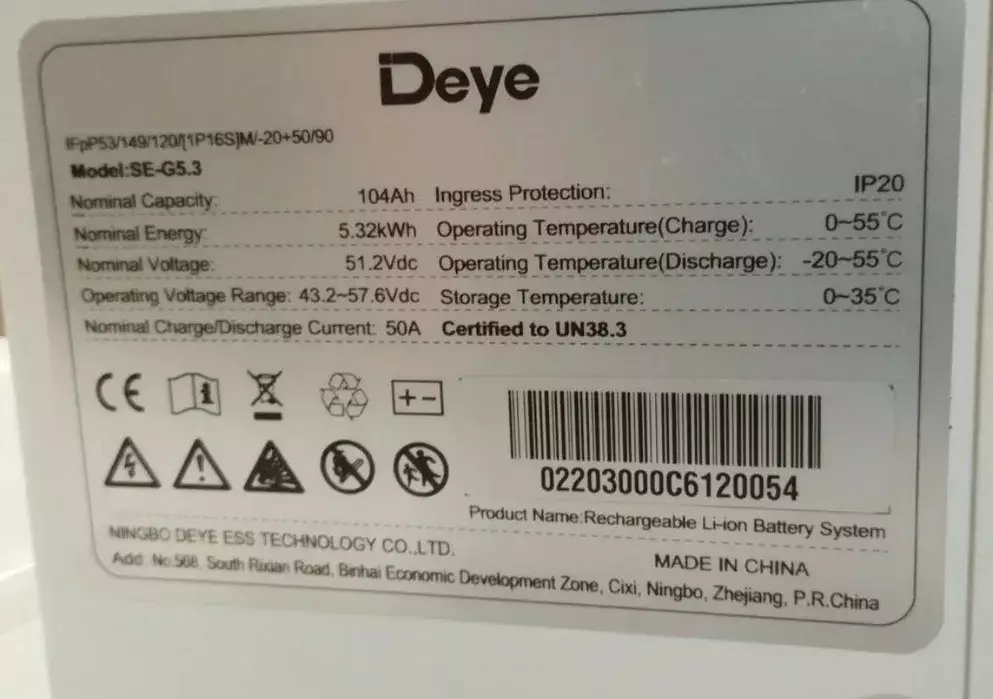 Deye
IFpP53/149/120/[1P16S]M/-20+50/90
Model:SE-G5.3
Nominal Capacity: 104Ah
Nominal Energy: 5.32kWh
Nominal Voltage: 51.2Vdc
Operating Voltage Range: 43.2~57.6Vdc
Nominal Charge/Discharge Current: 50A
Ingress Protection: IP20
Operating Temperature(Charge): 0~55°C
Operating Temperature(Discharge): -20~55°C
Storage Temperature: 0~35°C
Certified to UN38.3
CE
02203000C6120054
Product Name:Rechargeable Li-ion Battery System
NINGBO DEYE ESS TECHNOLOGY CO.,LTD.
MADE IN CHINA
Add: No.568, South Rixian Road, Binhai Economic Development Zone, Cixi, Ningbo, Zhejiang, P.R.China